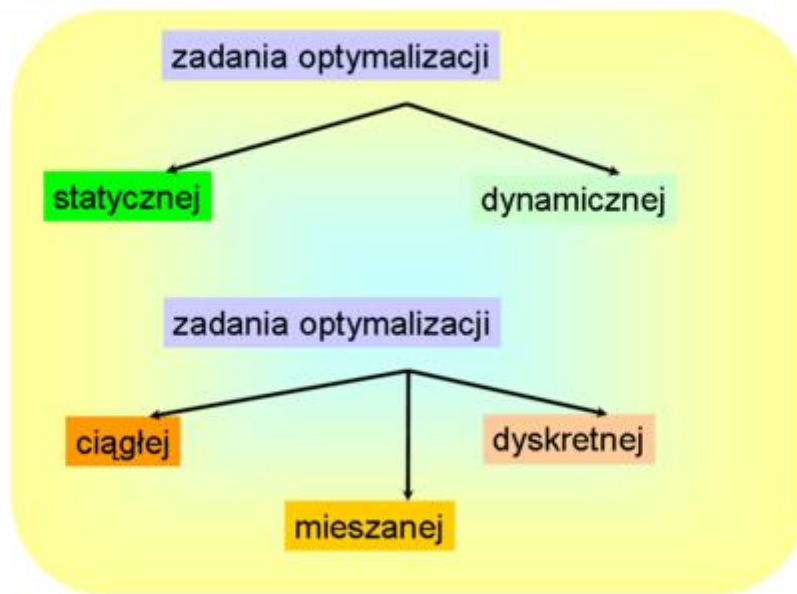 zadania optymalizacji
statycznej
dynamicznej
zadania optymalizacji
ciągłej
dyskretnej
mieszanej